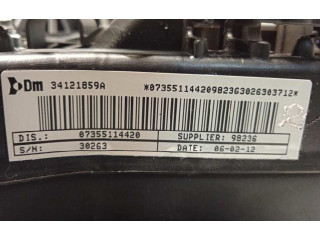 Dm 34121859A *07355114420982363026303712*
DIS.: 07355114420 SUPPLIER: 98236
S/N: 30263 DATE: 06-02-12